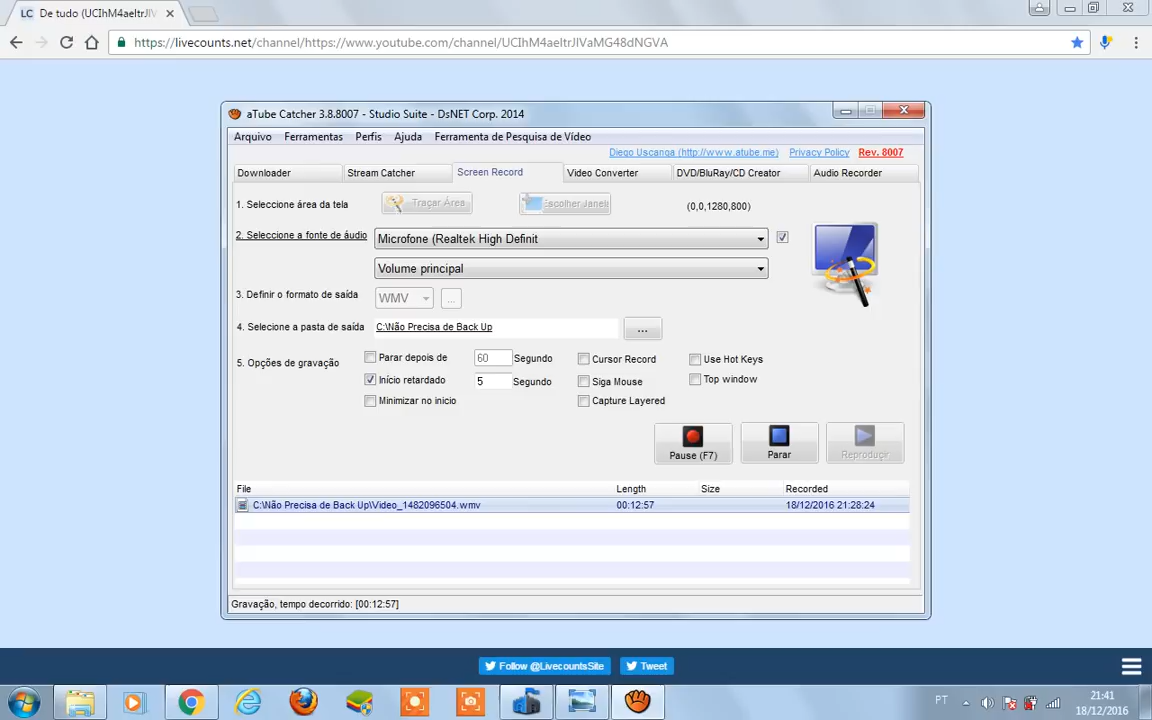 LC De tudo (UCIhM4aeltrJlV
https://livecounts.net/channel/https://www.youtube.com/channel/UCIhM4aeltrJlVaMG48dNGVA
aTube Catcher 3.8.8007 - Studio Suite - DsNET Corp. 2014
Arquivo Ferramentas Perfis Ajuda Ferramenta de Pesquisa de Vídeo
Diego Uscanga (http://www.atube.me) Privacy Policy Rev. 8007
Downloader Stream Catcher Screen Record Video Converter DVD/BluRay/CD Creator Audio Recorder
1. Seleccione área da tela Traçar Área Escolher Janela (0,0,1280,800)
2. Seleccione a fonte de áudio Microfone (Realtek High Definit
Volume principal
3. Definir o formato de saída WMV ...
4. Selecione a pasta de saída C:\Não Precisa de Back Up ...
5. Opções de gravação Parar depois de 60 Segundo Cursor Record Use Hot Keys
Início retardado 5 Segundo Siga Mouse Top window
Minimizar no início Capture Layered
Pause (F7) Parar Reproduçir
File Length Size Recorded
C:\Não Precisa de Back Up\Video_1482096504.wmv 00:12:57 18/12/2016 21:28:24
Gravação, tempo decorrido: [00:12:57]
Follow @LivecountsSite Tweet
PT 21:41
18/12/2016